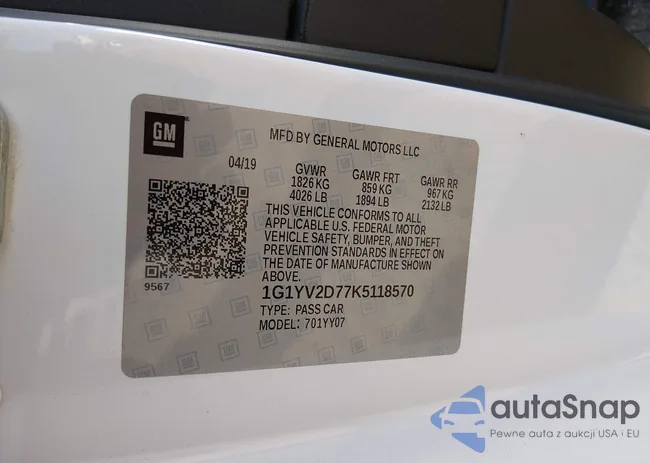 GM
MFD BY GENERAL MOTORS LLC
04/19
GVWR GAWR FRT GAWR RR
1826 KG 859 KG 967 KG
4026 LB 1894 LB 2132 LB
THIS VEHICLE CONFORMS TO ALL
APPLICABLE U.S. FEDERAL MOTOR
VEHICLE SAFETY, BUMPER, AND THEFT
PREVENTION STANDARDS IN EFFECT ON
THE DATE OF MANUFACTURE SHOWN
ABOVE.
9567
1G1YV2D77K5118570
TYPE: PASS CAR
MODEL: 701YY07
autaSnap
Pewne auta z aukcji USA i EU